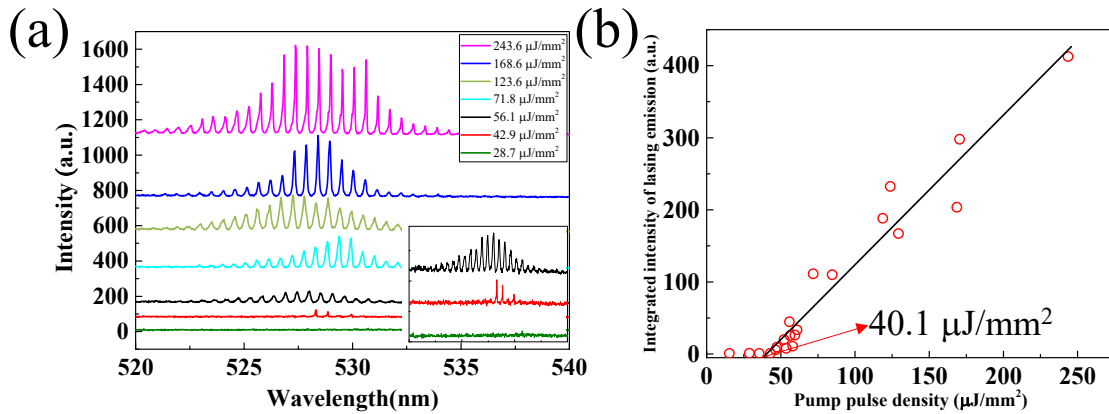 (a)
Intensity (a.u.)
1600
1400
1200
1000
800
600
400
200
0
520
525
530
535
540
Wavelength(nm)
243.6 μJ/mm²
168.6 μJ/mm²
123.6 μJ/mm²
71.8 μJ/mm²
56.1 μJ/mm²
42.9 μJ/mm²
28.7 μJ/mm²
(b)
Integrated intensity of lasing emission (a.u.)
400
300
200
100
0
0
50
100
150
200
250
Pump pulse density (μJ/mm²)
40.1 μJ/mm²